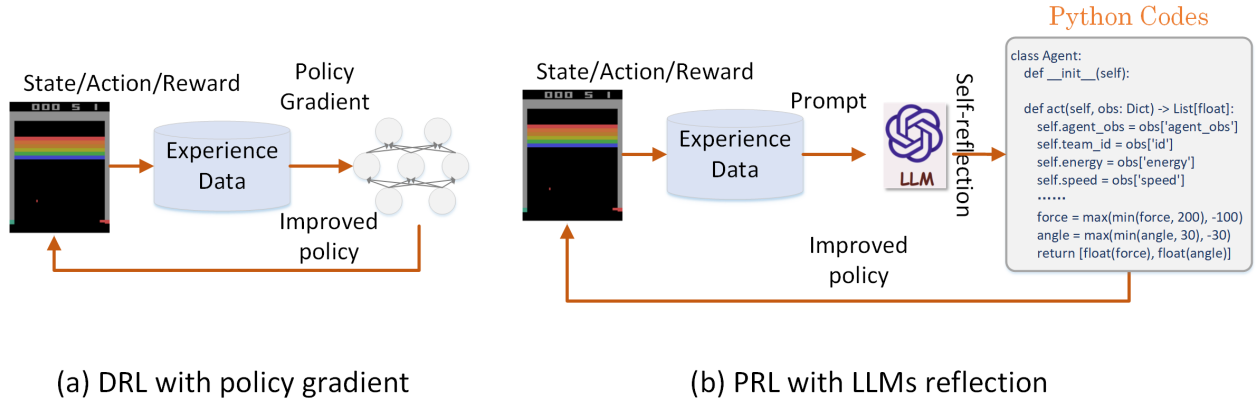 State/Action/Reward
000 5 1
Experience
Data
Policy
Gradient
Improved
policy
(a) DRL with policy gradient
State/Action/Reward
000 5 1
Experience
Data
Prompt
LLM
Self-reflection
Improved
policy
Python Codes
class Agent:
def __init__(self):
def act(self, obs: Dict) -> List[float]:
self.agent_obs = obs['agent_obs']
self.team_id = obs['id']
self.energy = obs['energy']
self.speed = obs['speed']
......
force = max(min(force, 200), -100)
angle = max(min(angle, 30), -30)
return [float(force), float(angle)]
(b) PRL with LLMs reflection